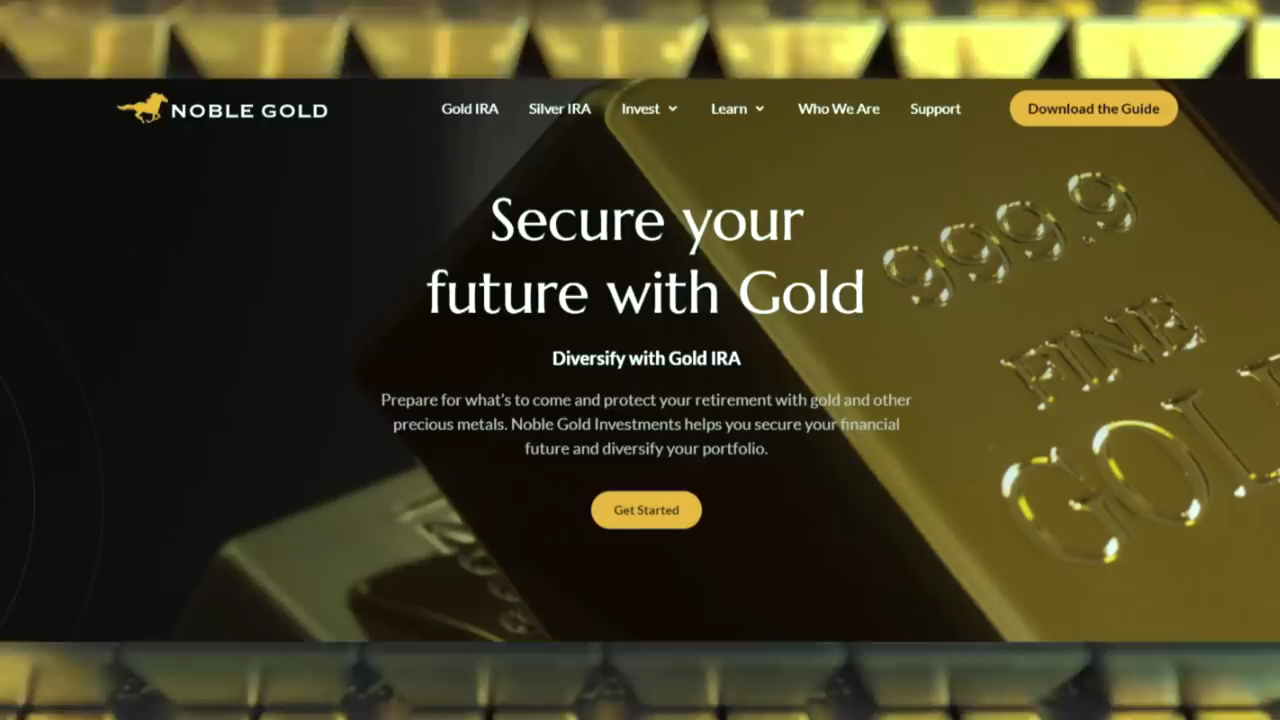 NOBLE GOLD
Gold IRA
Silver IRA
Invest
Learn
Who We Are
Support
Download the Guide
Secure your
future with Gold
Diversify with Gold IRA
Prepare for what's to come and protect your retirement with gold and other
precious metals. Noble Gold Investments helps you secure your financial
future and diversify your portfolio.
Get Started
999.9
FINE
GOLD